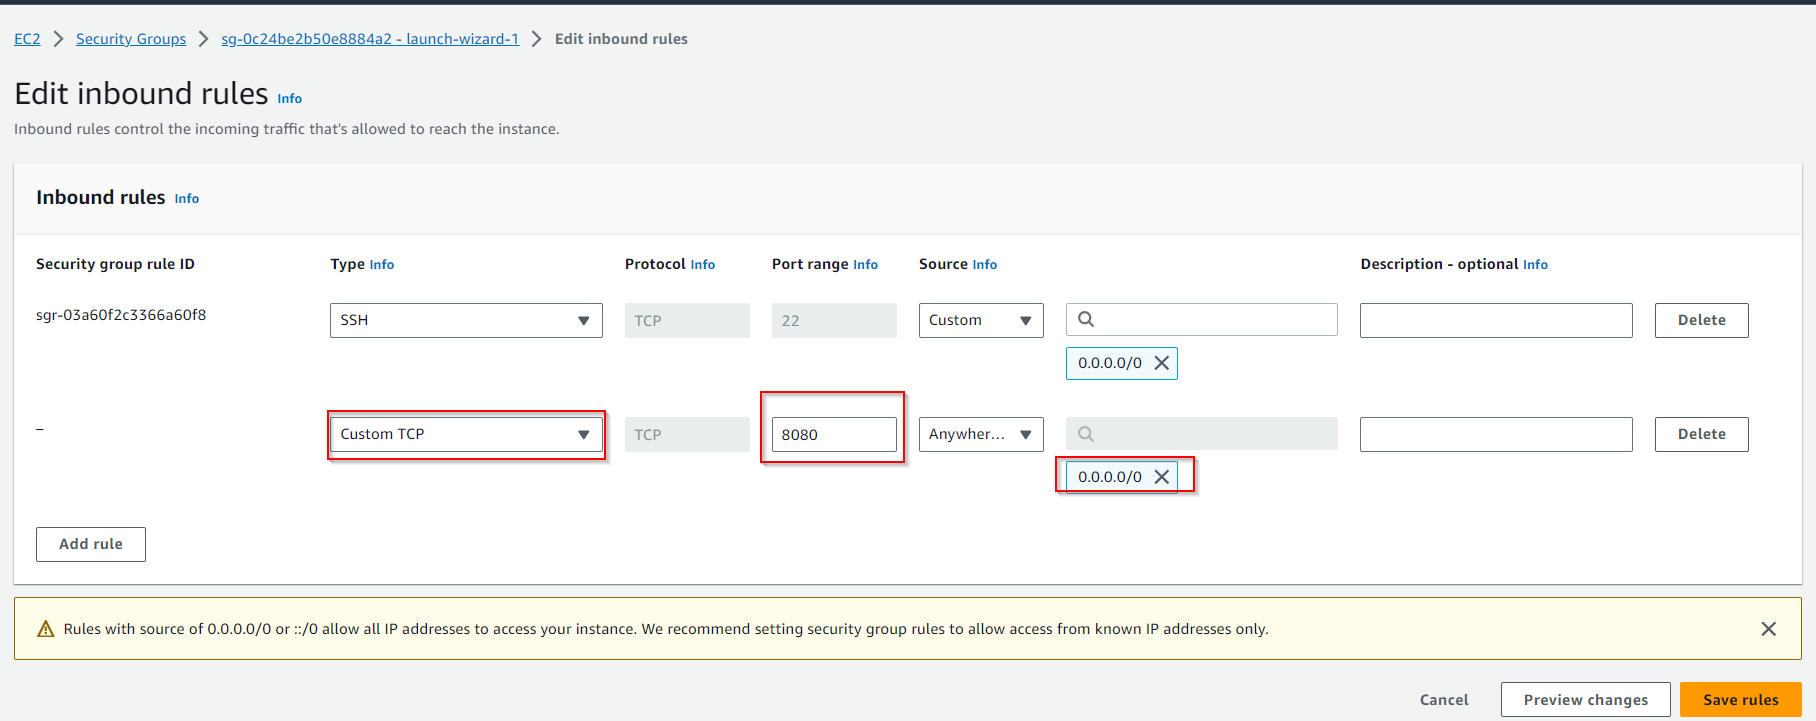 EC2 > Security Groups > sg-0c24be2b50e8884a2 - launch-wizard-1 > Edit inbound rules
Edit inbound rules Info
Inbound rules control the incoming traffic that's allowed to reach the instance.
Inbound rules Info
Security group rule ID Type Info Protocol Info Port range Info Source Info Description - optional Info
sgr-03a60f2c3366a60f8 SSH TCP 22 Custom Delete
0.0.0.0/0
– Custom TCP TCP 8080 Anywher... Delete
0.0.0.0/0
Add rule
Rules with source of 0.0.0.0/0 or ::/0 allow all IP addresses to access your instance. We recommend setting security group rules to allow access from known IP addresses only.
Cancel Preview changes Save rules